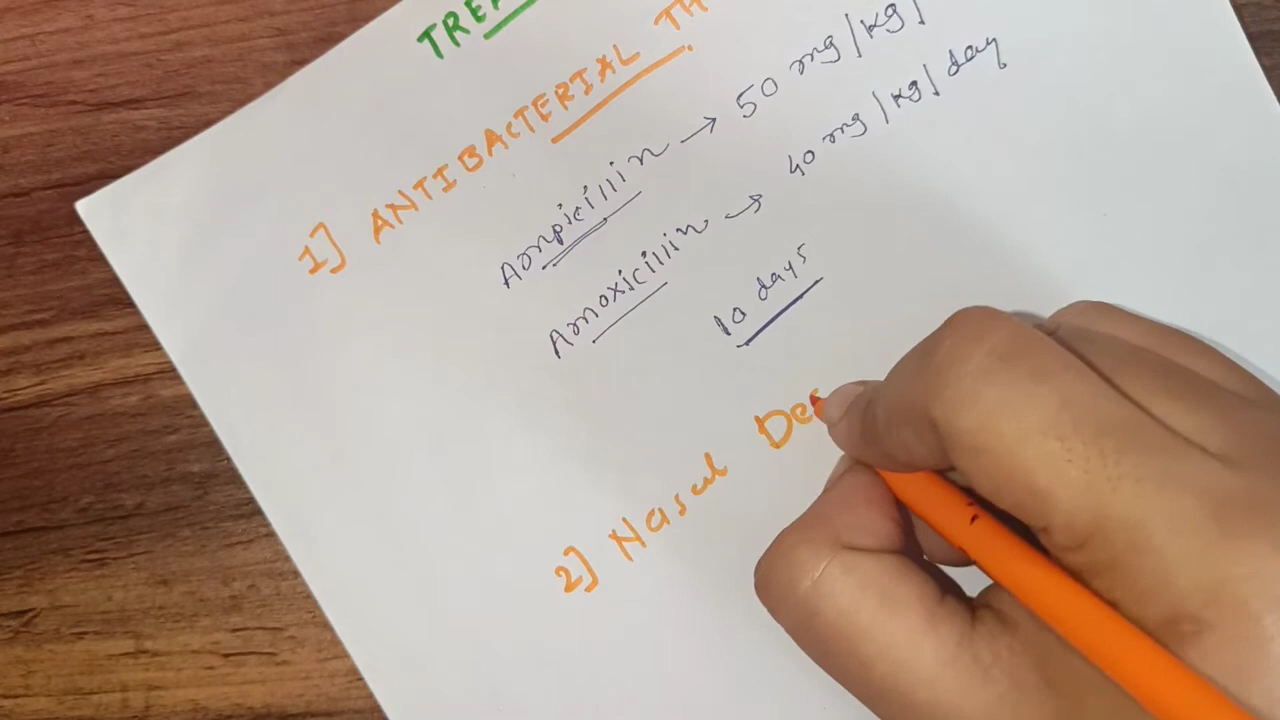 TREA
1] ANTIBACTERIAL TH
Ampicillin → 50 mg/kg/
Amoxicillin → 40 mg/kg/day
10 days
2] Nasal De